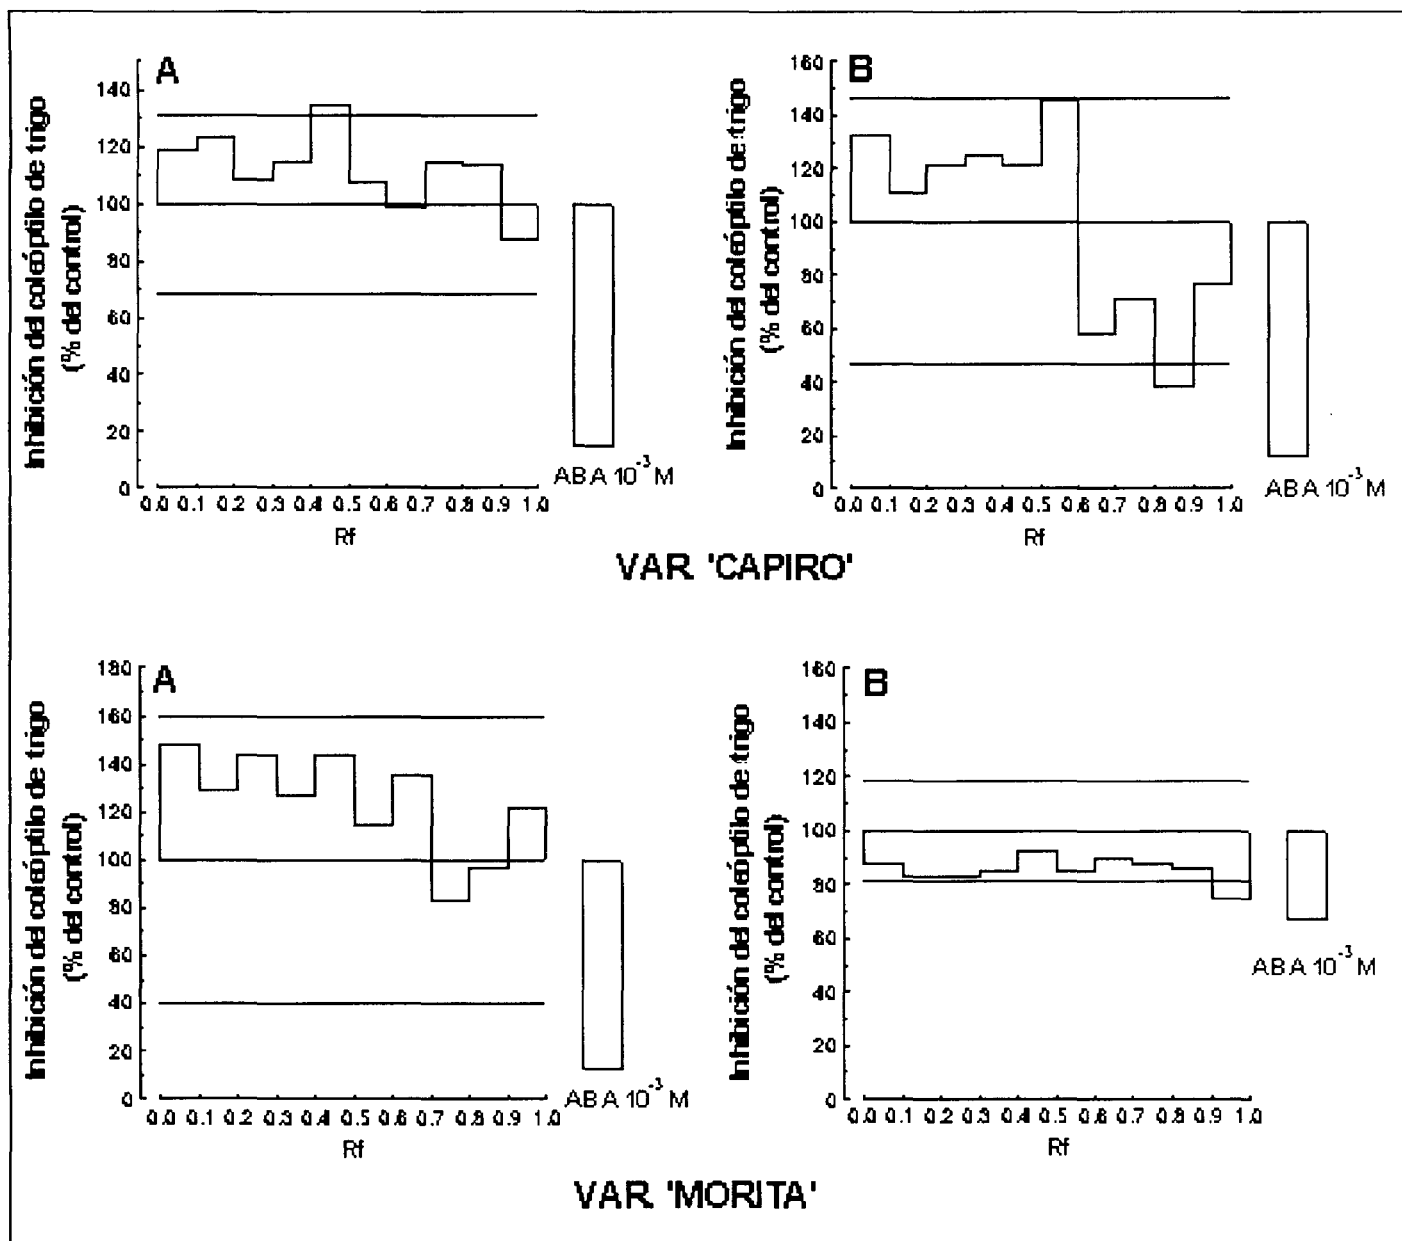 A
Inhibición del coleóptilo de trigo
(% del control)
140
120
100
80
60
40
20
0
0.0 0.1 0.2 0.3 0.4 0.5 0.6 0.7 0.8 0.9 1.0
Rf
ABA 10⁻³ M
B
Inhibición del coleóptilo de trigo
(% del control)
160
140
120
100
80
60
40
20
0
0.0 0.1 0.2 0.3 0.4 0.5 0.6 0.7 0.8 0.9 1.0
Rf
ABA 10⁻³ M
VAR. 'CAPIRO'
A
Inhibición del coleóptilo de trigo
(% del control)
180
160
140
120
100
80
60
40
20
0
0.0 0.1 0.2 0.3 0.4 0.5 0.6 0.7 0.8 0.9 1.0
Rf
ABA 10⁻³ M
B
Inhibición del coleóptilo de trigo
(% del control)
160
140
120
100
80
60
40
20
0
0.0 0.1 0.2 0.3 0.4 0.5 0.6 0.7 0.8 0.9 1.0
Rf
ABA 10⁻³ M
VAR. 'MORITA'